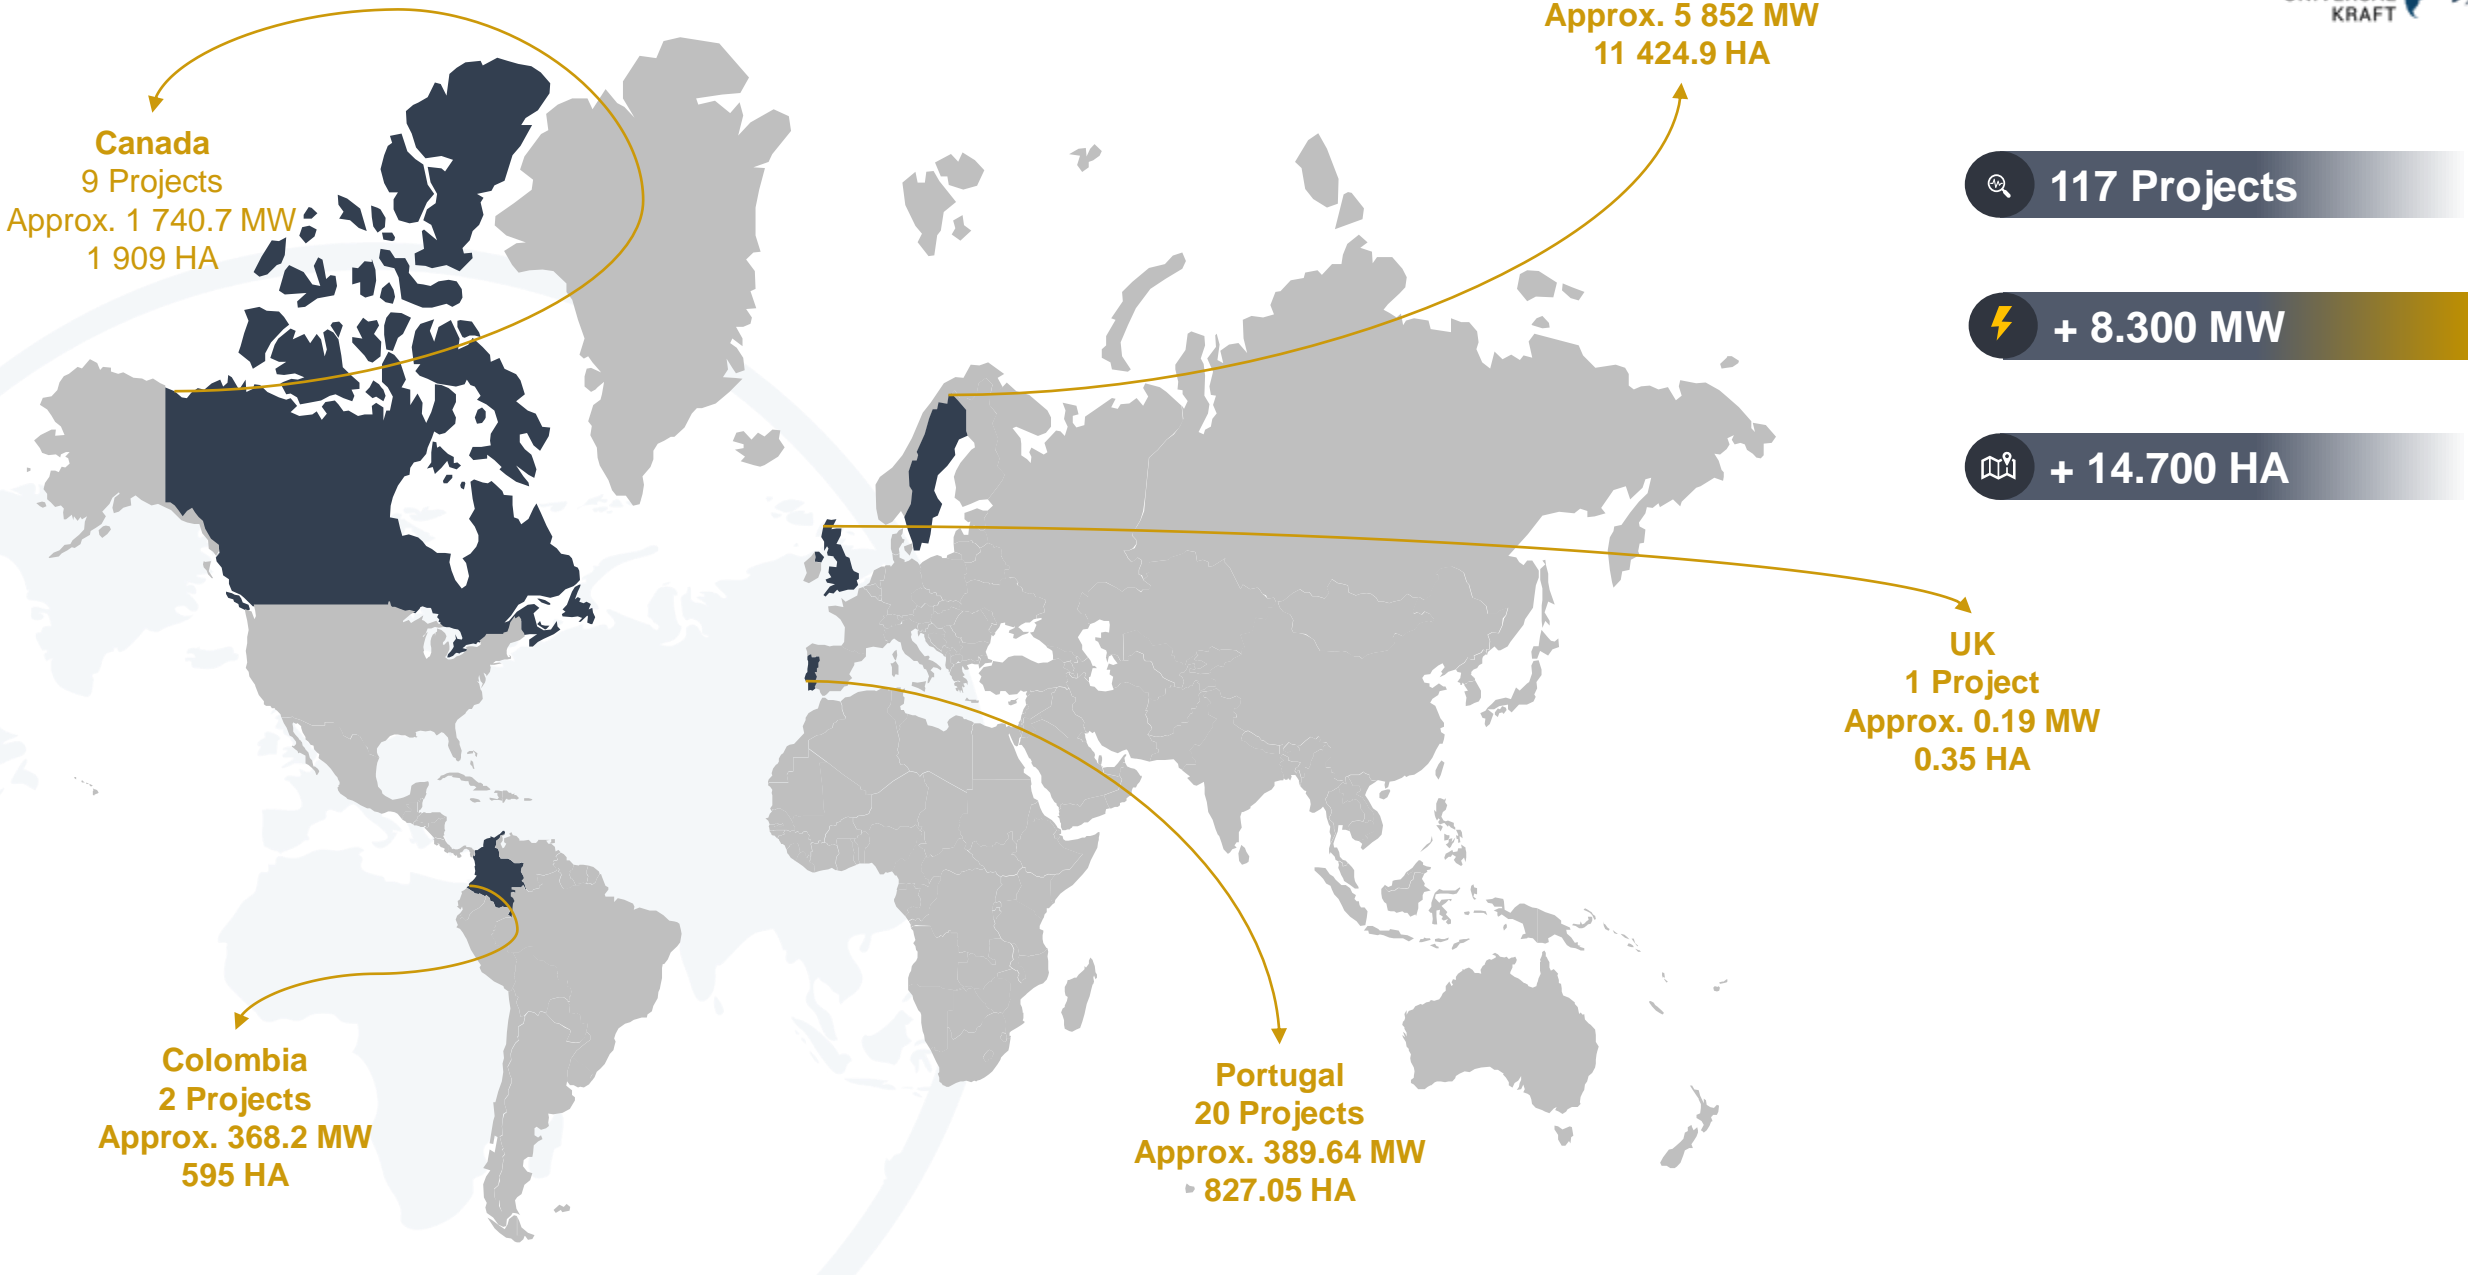 Approx. 5 852 MW
11 424.9 HA
KRAFT
Canada
9 Projects
Approx. 1 740.7 MW
1 909 HA
117 Projects
+ 8.300 MW
+ 14.700 HA
UK
1 Project
Approx. 0.19 MW
0.35 HA
Colombia
2 Projects
Approx. 368.2 MW
595 HA
Portugal
20 Projects
Approx. 389.64 MW
827.05 HA